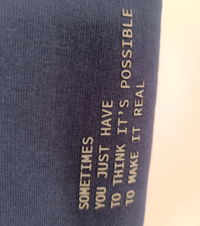 SOMETIMES
YOU JUST HAVE
TO THINK IT'S POSSIBLE
TO MAKE IT REAL